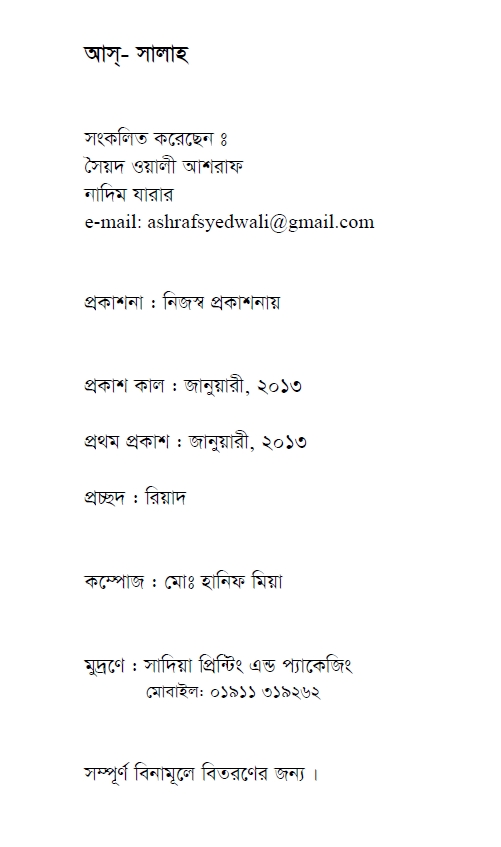 আস্- সালাহ
সংকলিত করেছেন ঃ
সৈয়দ ওয়ালী আশরাফ
নাদিম যারার
e-mail: ashrafsyedwali@gmail.com
প্রকাশনা : নিজস্ব প্রকাশনায়
প্রকাশ কাল : জানুয়ারী, ২০১৩
প্রথম প্রকাশ : জানুয়ারী, ২০১৩
প্রচ্ছদ : রিয়াদ
কম্পোজ : মোঃ হানিফ মিয়া
মুদ্রণে : সাদিয়া প্রিন্টিং এন্ড প্যাকেজিং
মোবাইল: ০১৯১১ ৩১৯২৬২
সম্পূর্ণ বিনামূলে বিতরণের জন্য ।